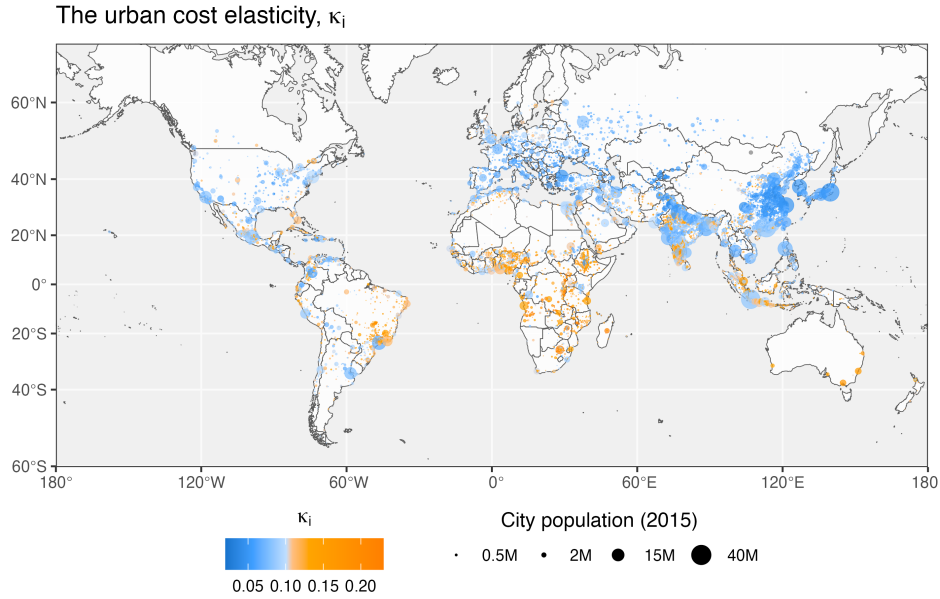 The urban cost elasticity, κi
60°N
40°N
20°N
0°
20°S
40°S
60°S
180° 120°W 60°W 0° 60°E 120°E 180
κi
0.05 0.10 0.15 0.20
City population (2015)
0.5M 2M 15M 40M